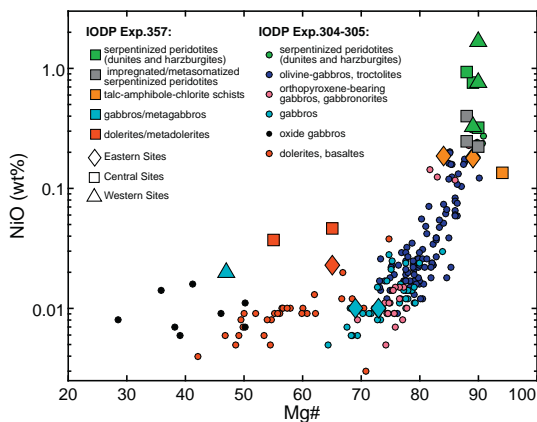 IODP Exp.357:
serpentinized peridotites
(dunites and harzburgites)
impregnated/metasomatized
serpentinized peridotites
talc-amphibole-chlorite schists
gabbros/metagabbros
dolerites/metadolerites
Eastern Sites
Central Sites
Western Sites
IODP Exp.304-305:
serpentinized peridotites
(dunites and harzburgites)
olivine-gabbros, troctolites
orthopyroxene-bearing
gabbros, gabbronorites
gabbros
oxide gabbros
dolerites, basaltes
NiO (wt%)
1.0
0.1
0.01
20
30
40
50
60
70
80
90
100
Mg#